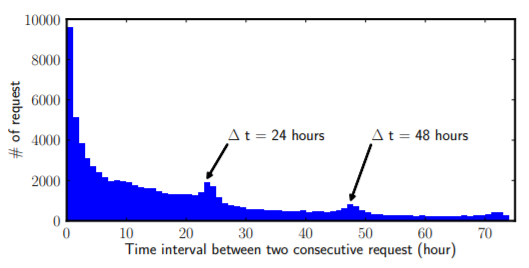 10000
8000
6000
4000
2000
0
# of request
Δ t = 24 hours
Δ t = 48 hours
0 10 20 30 40 50 60 70
Time interval between two consecutive request (hour)